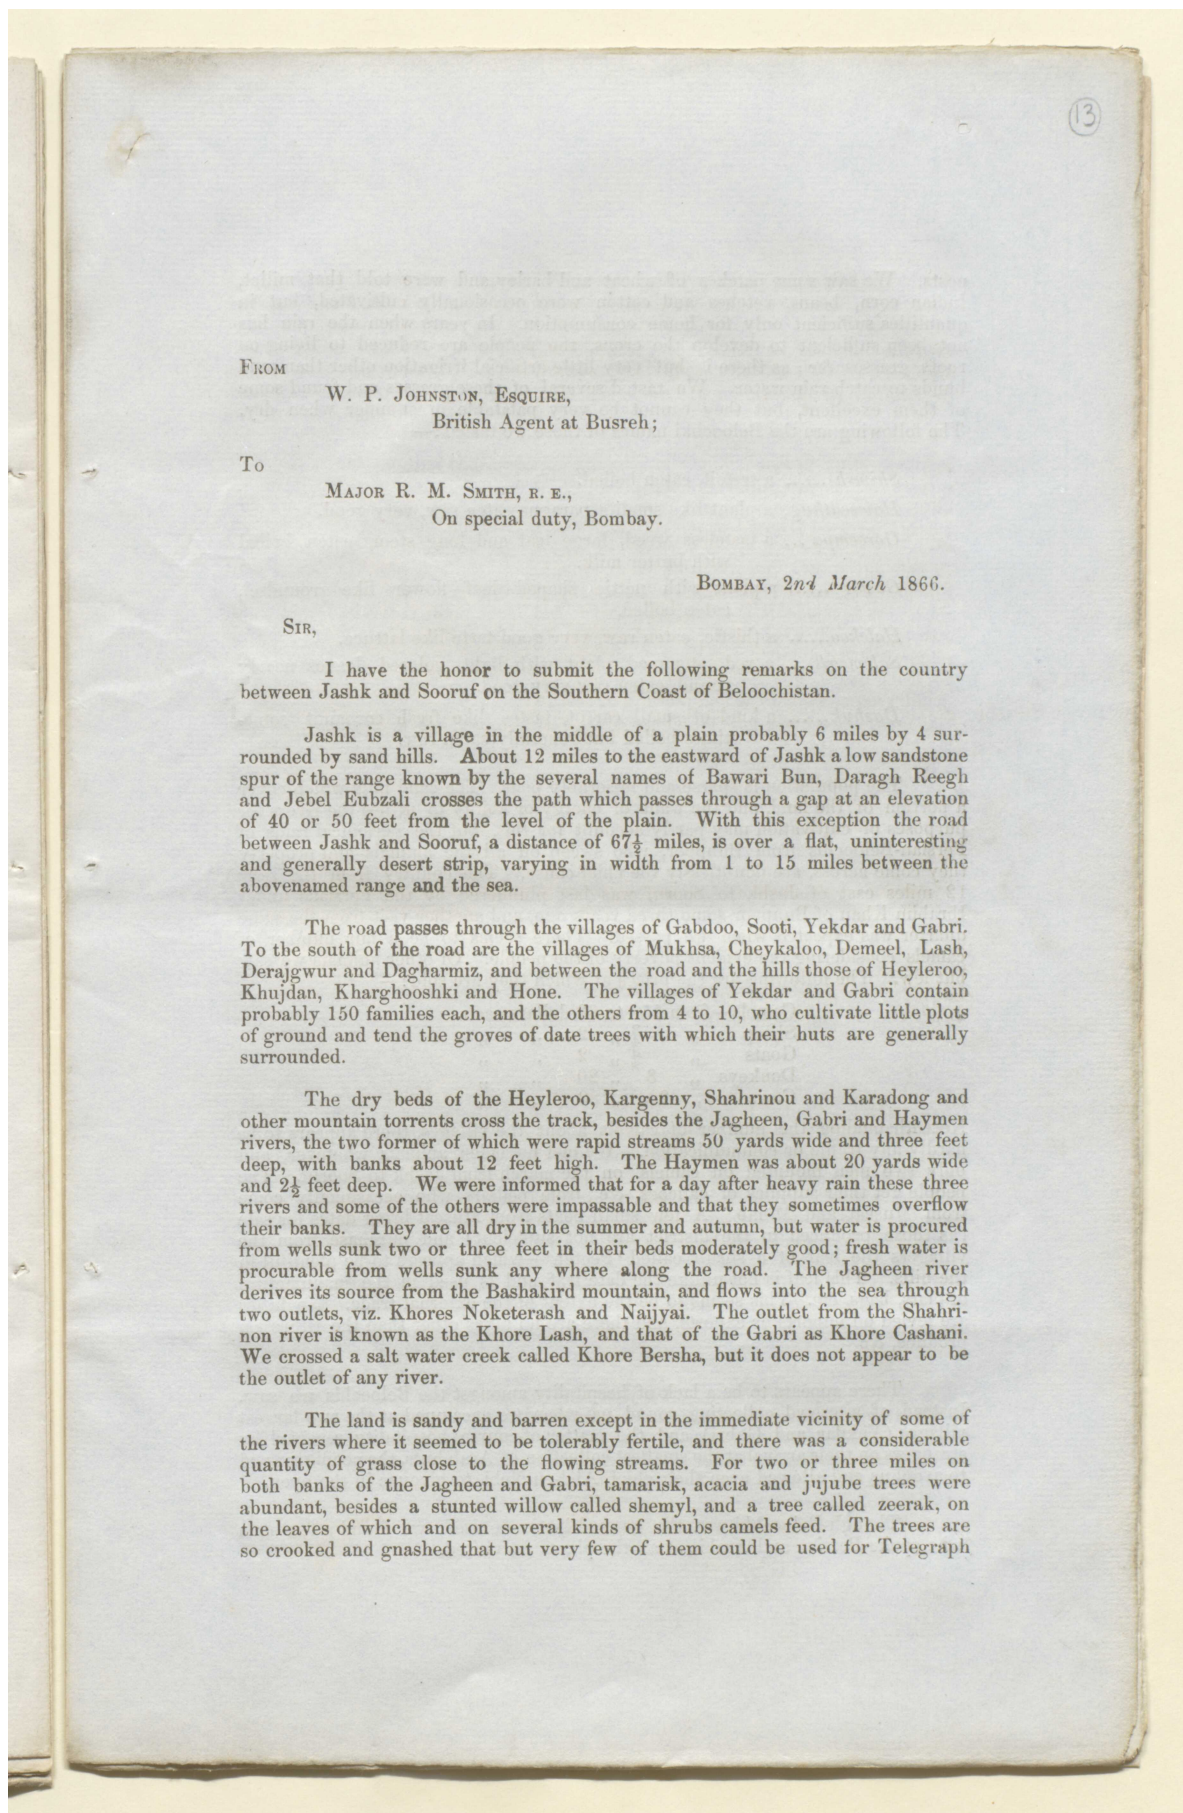 13
FROM
W. P. JOHNSTON, ESQUIRE,
British Agent at Busreh;
To
MAJOR R. M. SMITH, R. E.,
On special duty, Bombay.
BOMBAY, 2nd March 1866.
SIR,
I have the honor to submit the following remarks on the country
between Jashk and Sooruf on the Southern Coast of Beloochistan.
Jashk is a village in the middle of a plain probably 6 miles by 4 sur-
rounded by sand hills. About 12 miles to the eastward of Jashk a low sandstone
spur of the range known by the several names of Bawari Bun, Daragh Reegh
and Jebel Eubzali crosses the path which passes through a gap at an elevation
of 40 or 50 feet from the level of the plain. With this exception the road
between Jashk and Sooruf, a distance of 67½ miles, is over a flat, uninteresting
and generally desert strip, varying in width from 1 to 15 miles between the
abovenamed range and the sea.
The road passes through the villages of Gabdoo, Sooti, Yekdar and Gabri.
To the south of the road are the villages of Mukhsa, Cheykaloo, Demeel, Lash,
Derajgwur and Dagharmiz, and between the road and the hills those of Heyleroo,
Khujdan, Kharghooshki and Hone. The villages of Yekdar and Gabri contain
probably 150 families each, and the others from 4 to 10, who cultivate little plots
of ground and tend the groves of date trees with which their huts are generally
surrounded.
The dry beds of the Heyleroo, Kargenny, Shahrinou and Karadong and
other mountain torrents cross the track, besides the Jagheen, Gabri and Haymen
rivers, the two former of which were rapid streams 50 yards wide and three feet
deep, with banks about 12 feet high. The Haymen was about 20 yards wide
and 2½ feet deep. We were informed that for a day after heavy rain these three
rivers and some of the others were impassable and that they sometimes overflow
their banks. They are all dry in the summer and autumn, but water is procured
from wells sunk two or three feet in their beds moderately good; fresh water is
procurable from wells sunk any where along the road. The Jagheen river
derives its source from the Bashakird mountain, and flows into the sea through
two outlets, viz. Khores Noketerash and Naijyai. The outlet from the Shahri-
non river is known as the Khore Lash, and that of the Gabri as Khore Cashani.
We crossed a salt water creek called Khore Bersha, but it does not appear to be
the outlet of any river.
The land is sandy and barren except in the immediate vicinity of some of
the rivers where it seemed to be tolerably fertile, and there was a considerable
quantity of grass close to the flowing streams. For two or three miles on
both banks of the Jagheen and Gabri, tamarisk, acacia and jujube trees were
abundant, besides a stunted willow called shemyl, and a tree called zeerak, on
the leaves of which and on several kinds of shrubs camels feed. The trees are
so crooked and gnashed that but very few of them could be used for Telegraph